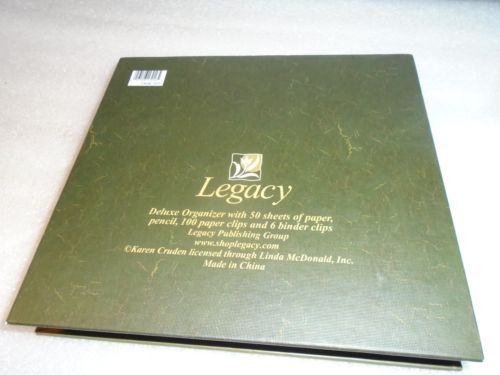 Legacy
Deluxe Organizer with 50 sheets of paper,
pencil, 100 paper clips and 6 binder clips
Legacy Publishing Group
www.shoplegacy.com
©Karen Cruden licensed through Linda McDonald, Inc.
Made in China